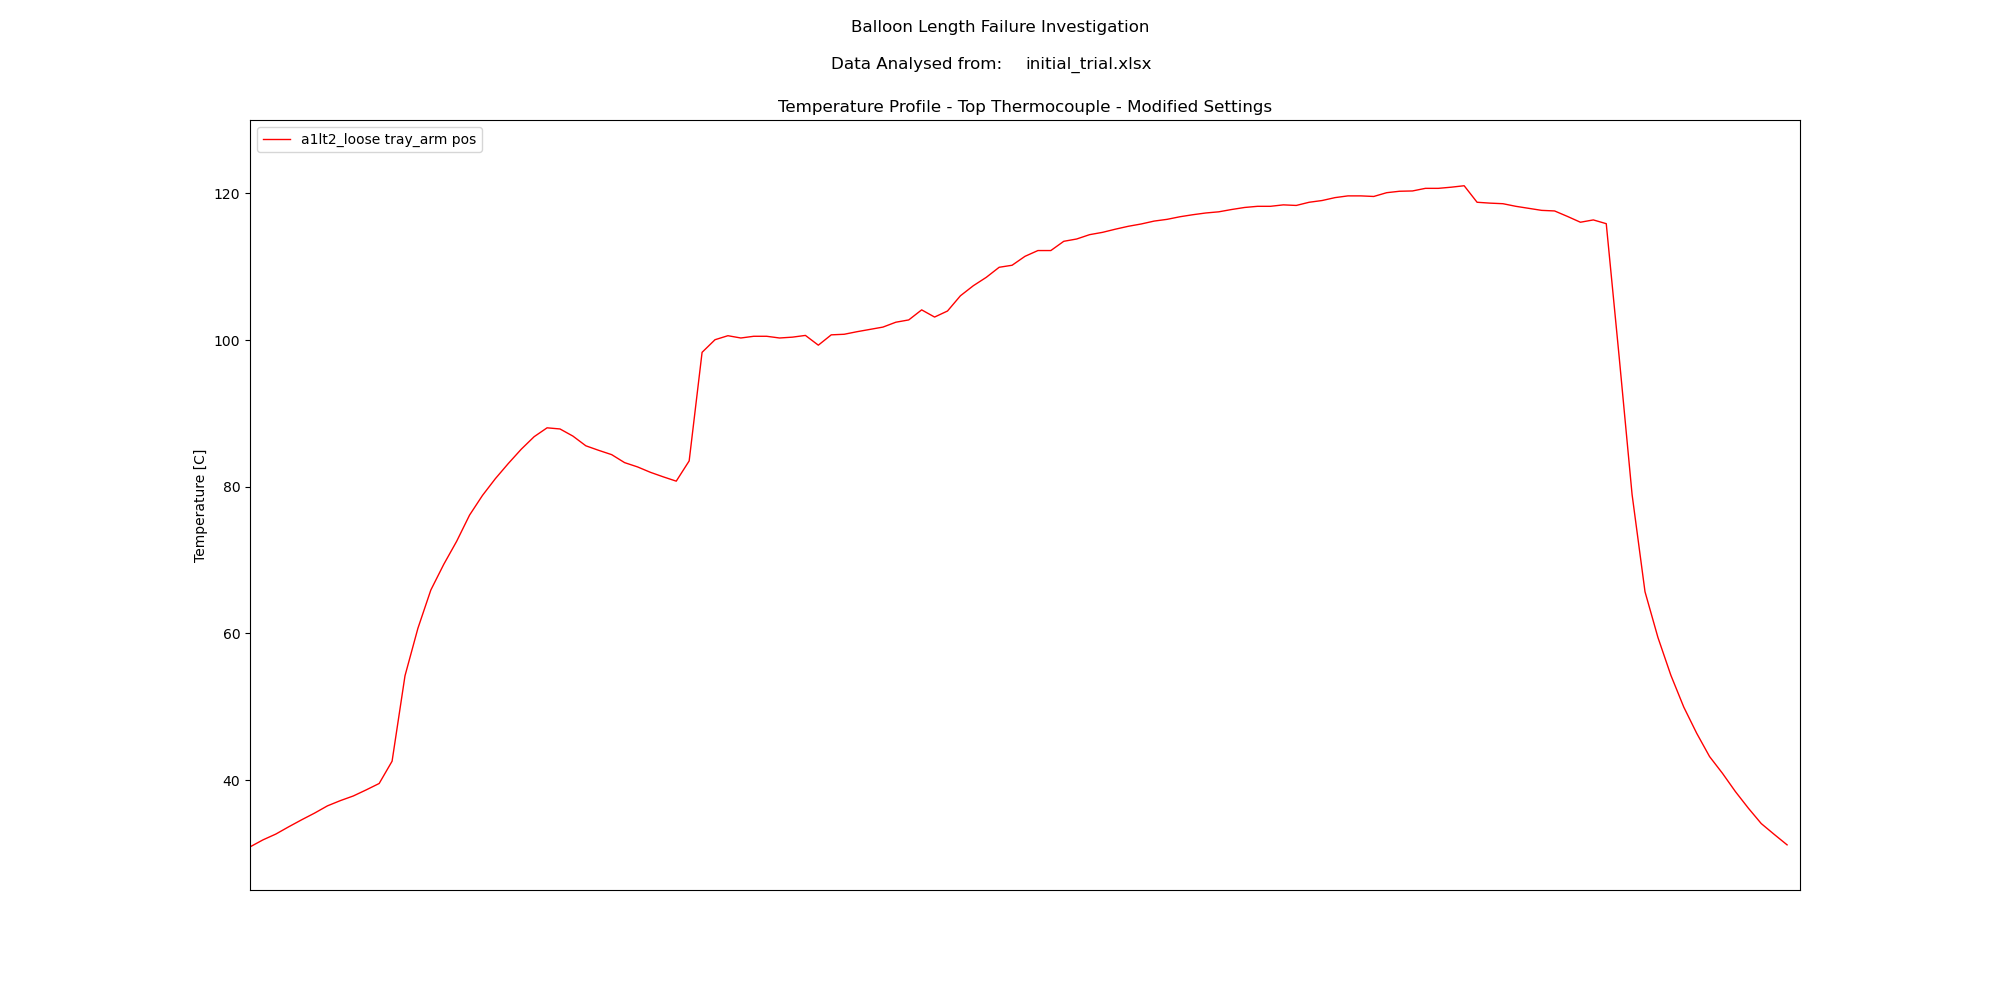 Balloon Length Failure Investigation
Data Analysed from: initial_trial.xlsx
Temperature Profile - Top Thermocouple - Modified Settings
a1lt2_loose tray_arm pos
120
100
80
60
40
Temperature [C]